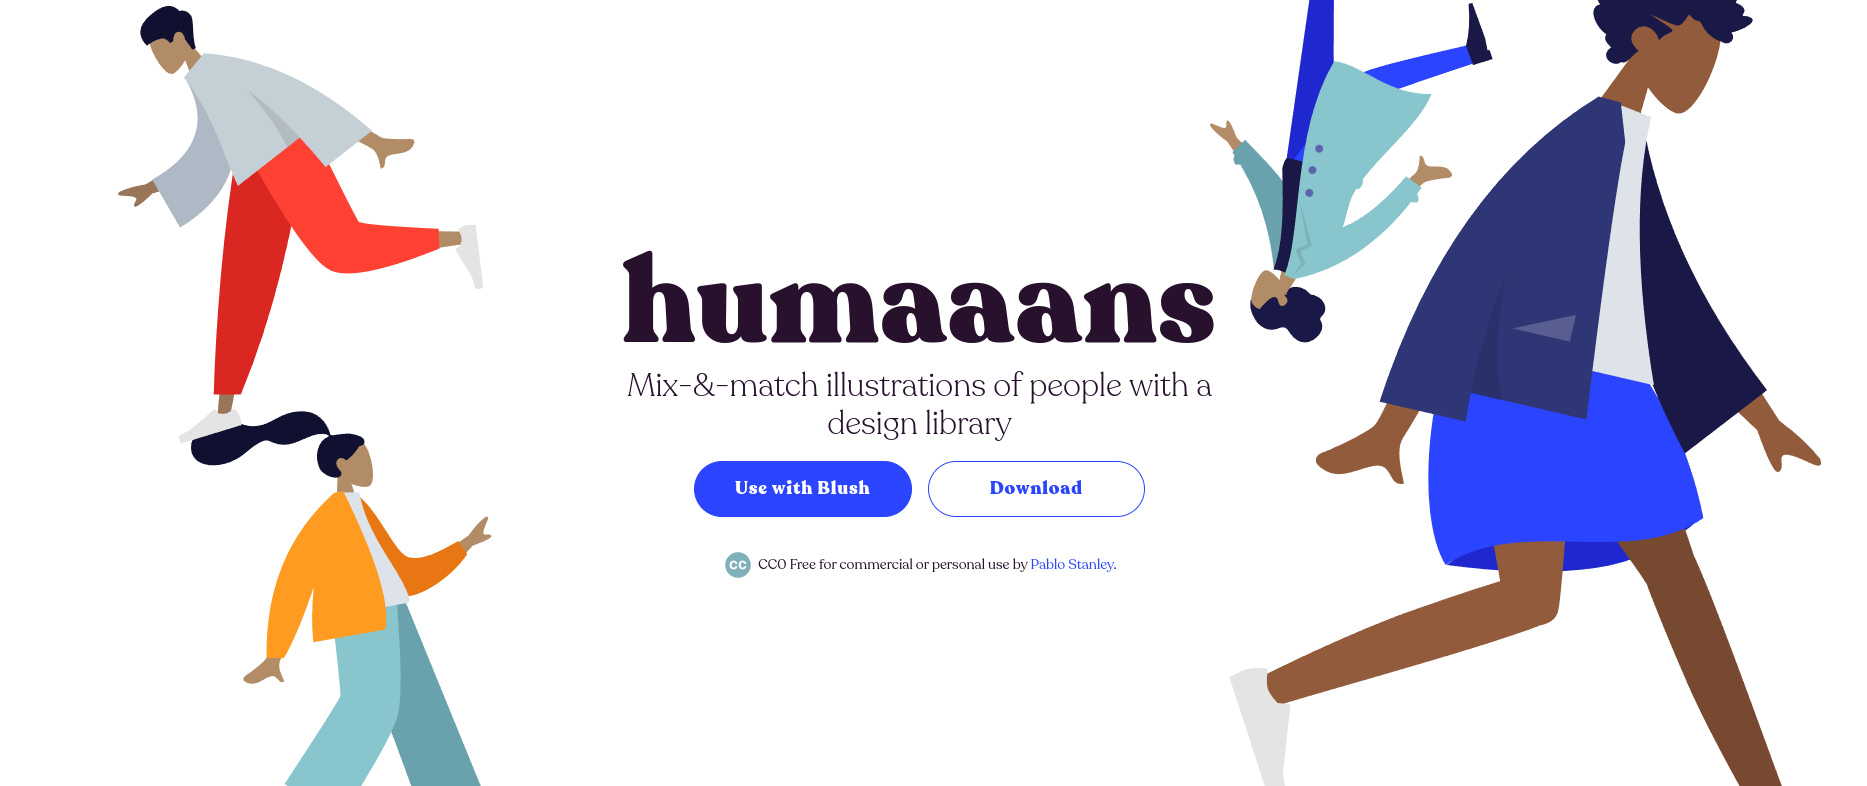 humaaans
Mix-&-match illustrations of people with a
design library
Use with Blush
Download
CC CC0 Free for commercial or personal use by Pablo Stanley.